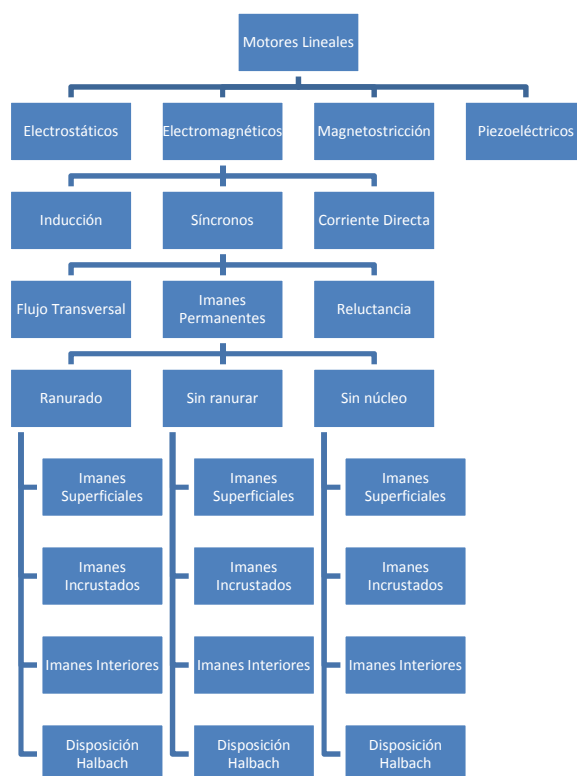 Motores Lineales
Electrostáticos
Electromagnéticos
Magnetostricción
Piezoeléctricos
Inducción
Síncronos
Corriente Directa
Flujo Transversal
Imanes
Permanentes
Reluctancia
Ranurado
Sin ranurar
Sin núcleo
Imanes
Superficiales
Imanes
Superficiales
Imanes
Superficiales
Imanes
Incrustados
Imanes
Incrustados
Imanes
Incrustados
Imanes Interiores
Imanes Interiores
Imanes Interiores
Disposición
Halbach
Disposición
Halbach
Disposición
Halbach